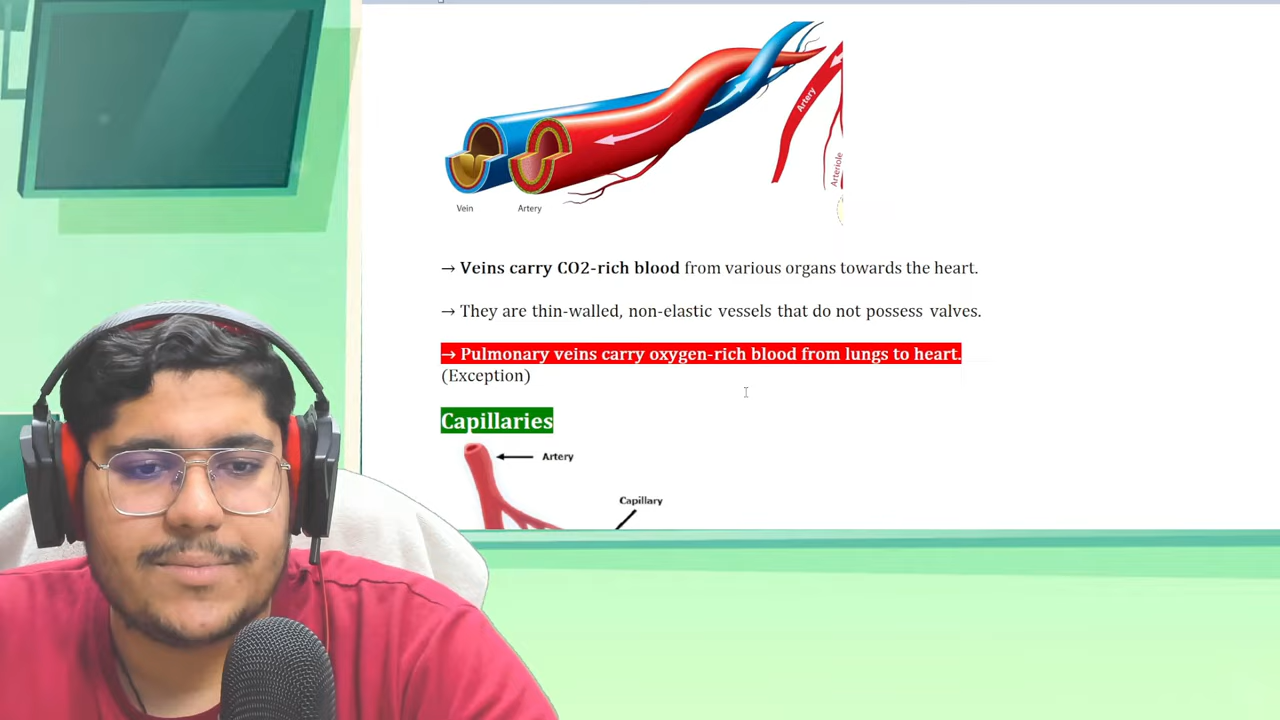 Artery
Arteriole
Vein
Artery
→ Veins carry CO2-rich blood from various organs towards the heart.
→ They are thin-walled, non-elastic vessels that do not possess valves.
→ Pulmonary veins carry oxygen-rich blood from lungs to heart.
(Exception)
Capillaries
Artery
Capillary